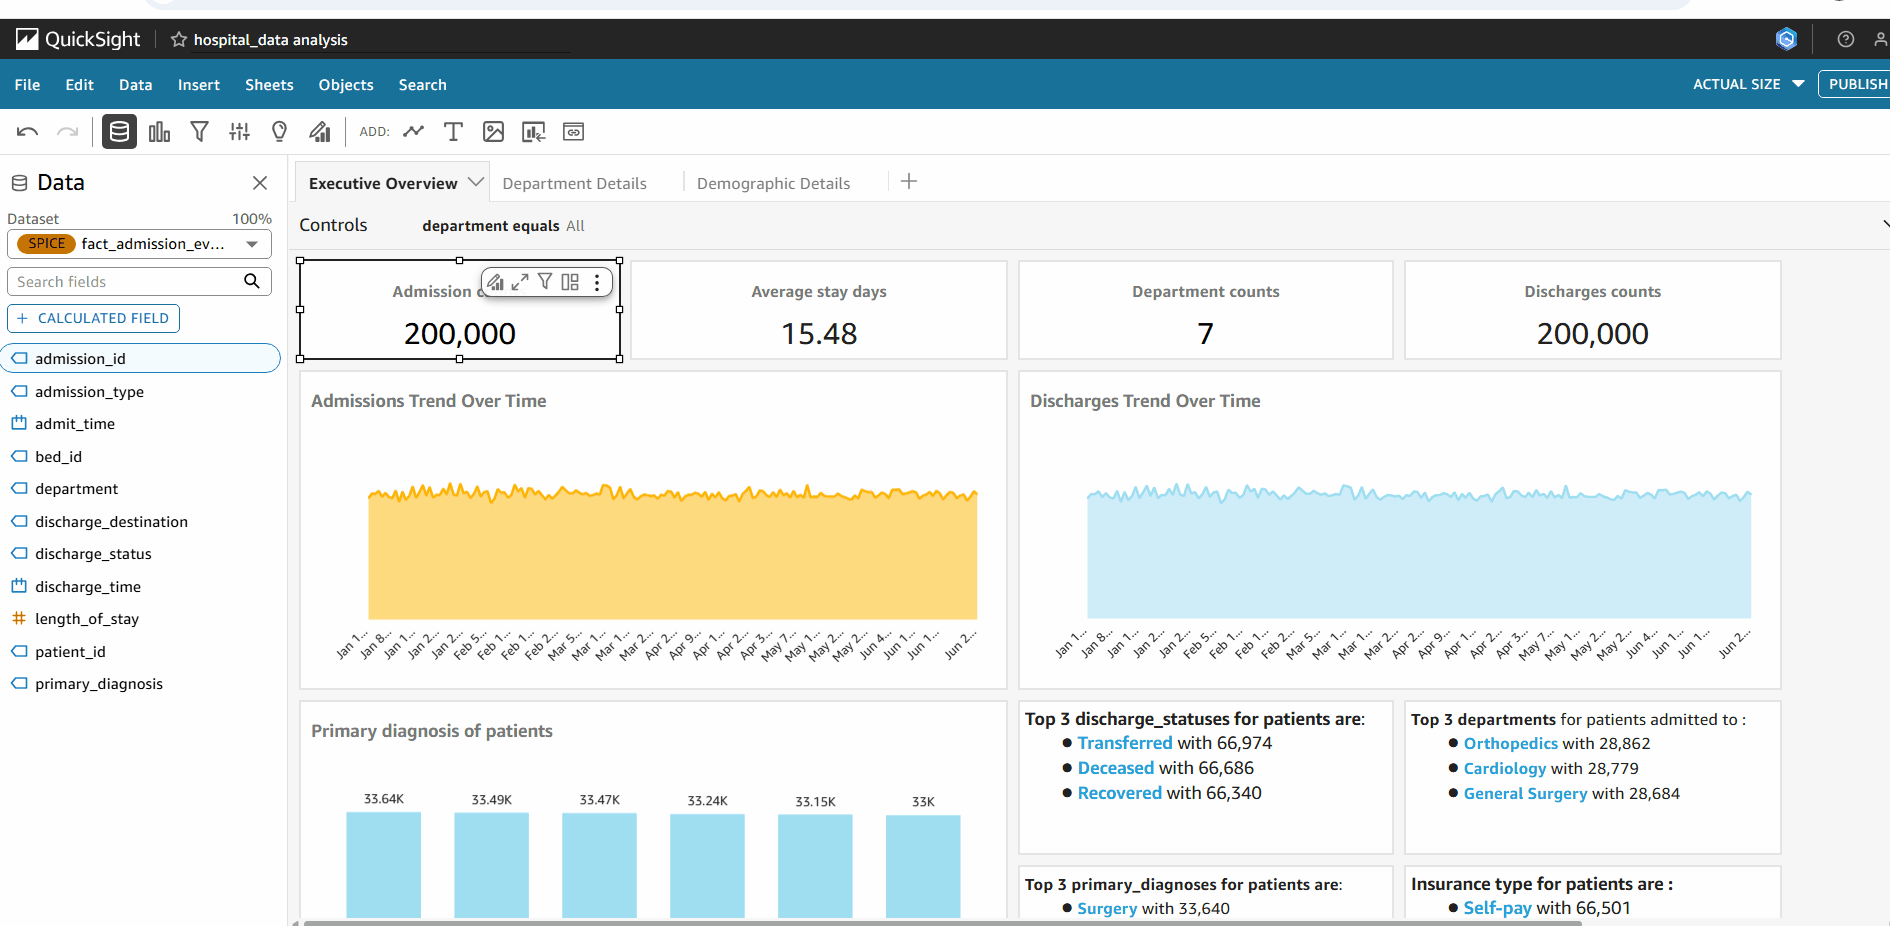 QuickSight
hospital_data analysis
File Edit Data Insert Sheets Objects Search
ACTUAL SIZE
PUBLISH
ADD:
Data
Dataset 100%
SPICE fact_admission_ev...
Search fields
+ CALCULATED FIELD
admission_id
admission_type
admit_time
bed_id
department
discharge_destination
discharge_status
discharge_time
length_of_stay
patient_id
primary_diagnosis
Executive Overview Department Details Demographic Details
Controls department equals All
Admission
200,000
Average stay days
15.48
Department counts
7
Discharges counts
200,000
Admissions Trend Over Time
Jan 1... Jan 8... Jan 1... Jan 2... Jan 2... Feb 5... Feb 1... Feb 1... Feb 2... Mar 5... Mar 1... Mar 1... Mar 2... Apr 2... Apr 9... Apr 1... Apr 2... Apr 3... May 7... May 1... May 2... May 2... Jun 4... Jun 1... Jun 1... Jun 2...
Discharges Trend Over Time
Jan 1... Jan 8... Jan 1... Jan 2... Jan 2... Feb 5... Feb 1... Feb 1... Feb 2... Mar 5... Mar 1... Mar 1... Mar 2... Apr 2... Apr 9... Apr 1... Apr 2... Apr 3... May 7... May 1... May 2... May 2... Jun 4... Jun 1... Jun 1... Jun 2...
Primary diagnosis of patients
33.64K 33.49K 33.47K 33.24K 33.15K 33K
Top 3 discharge_statuses for patients are:
Transferred with 66,974
Deceased with 66,686
Recovered with 66,340
Top 3 departments for patients admitted to :
Orthopedics with 28,862
Cardiology with 28,779
General Surgery with 28,684
Top 3 primary_diagnoses for patients are:
Surgery with 33,640
Insurance type for patients are :
Self-pay with 66,501